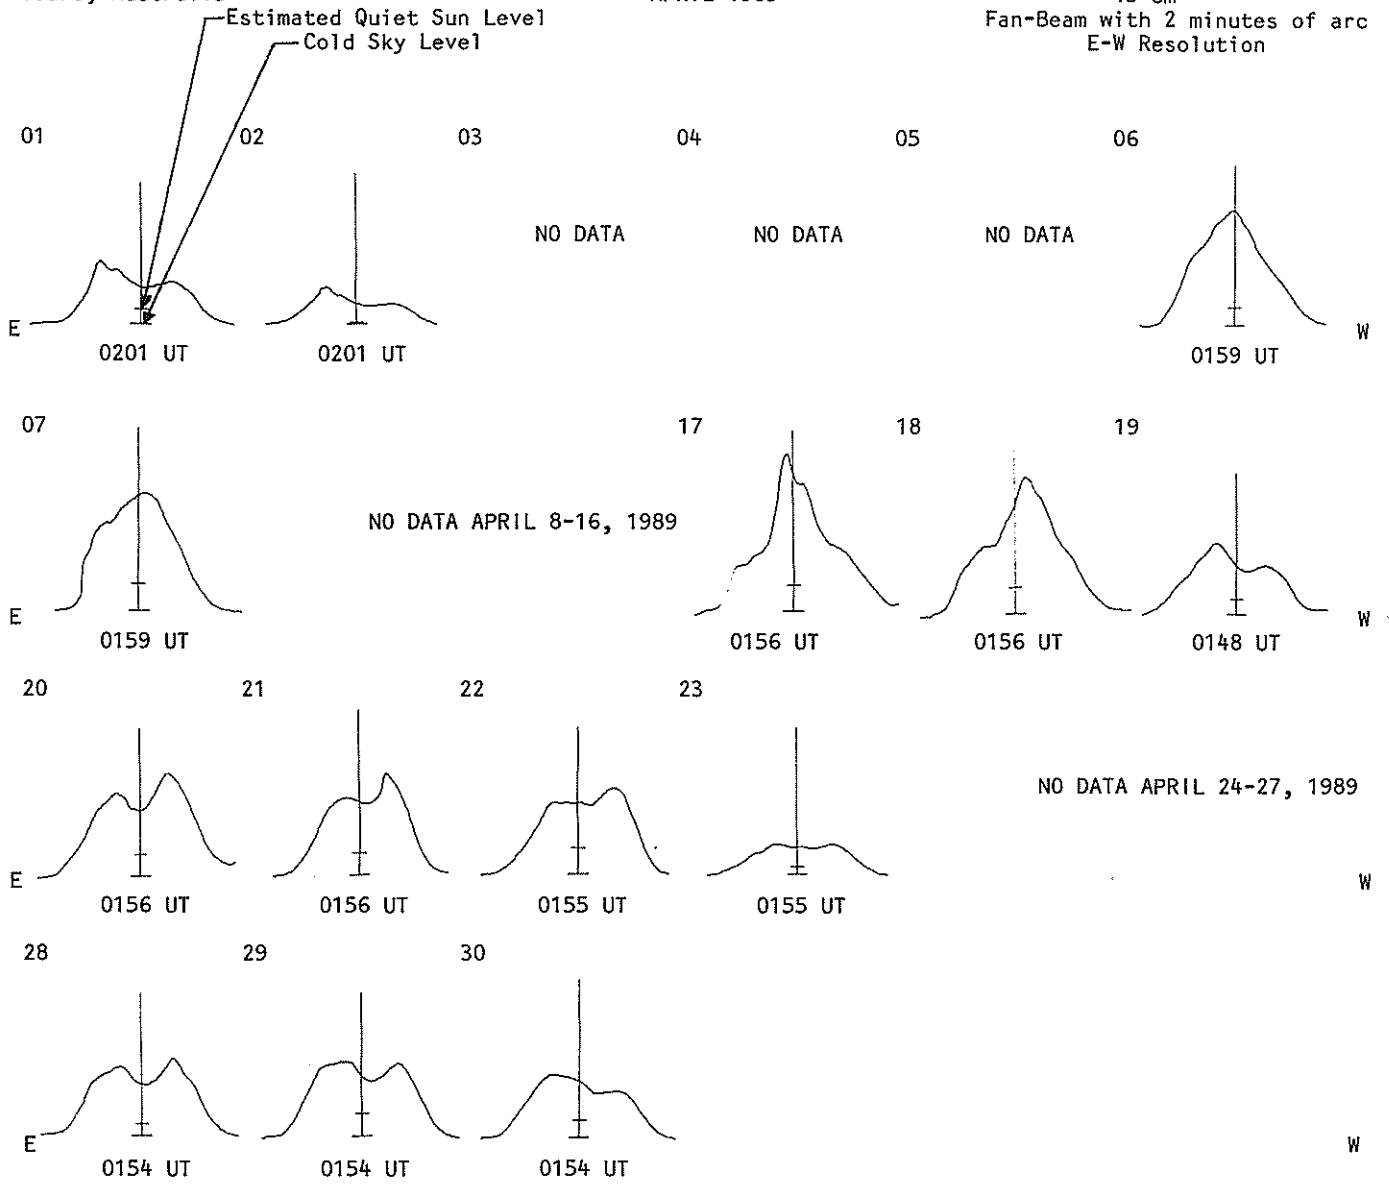 Estimated Quiet Sun Level
Cold Sky Level
Fan-Beam with 2 minutes of arc
E-W Resolution
01 02 03 04 05 06
NO DATA NO DATA NO DATA
E W
0201 UT 0201 UT 0159 UT
07 17 18 19
NO DATA APRIL 8-16, 1989
E W
0159 UT 0156 UT 0156 UT 0148 UT
20 21 22 23
NO DATA APRIL 24-27, 1989
E W
0156 UT 0156 UT 0155 UT 0155 UT
28 29 30
E W
0154 UT 0154 UT 0154 UT